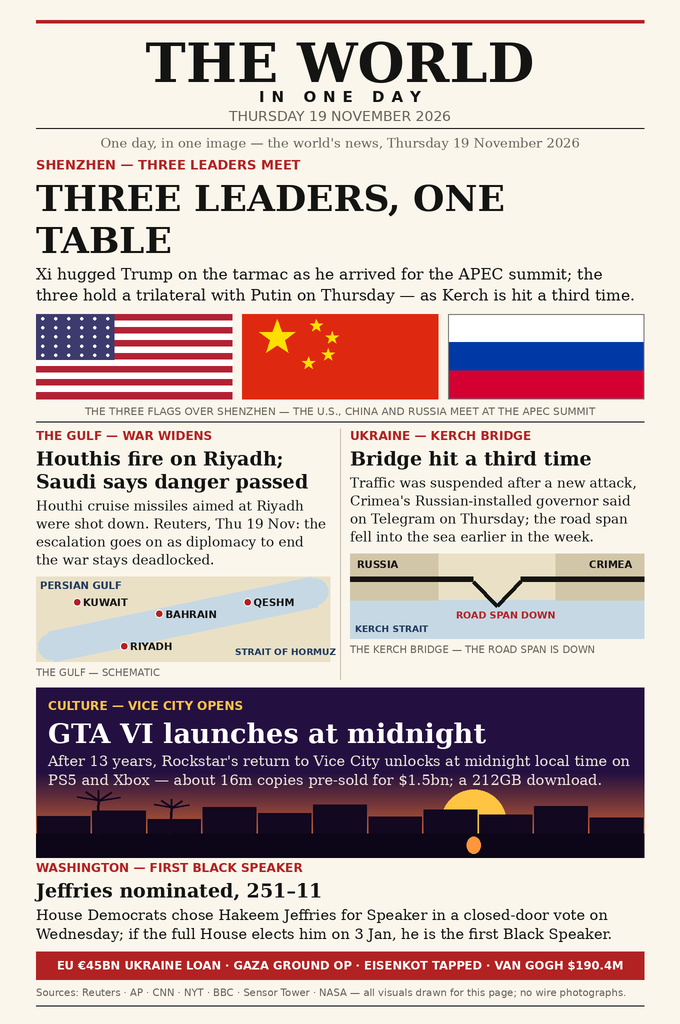 THE WORLD
IN ONE DAY
THURSDAY 19 NOVEMBER 2026
One day, in one image — the world's news, Thursday 19 November 2026
SHENZHEN — THREE LEADERS MEET
THREE LEADERS, ONE
TABLE
Xi hugged Trump on the tarmac as he arrived for the APEC summit; the
three hold a trilateral with Putin on Thursday — as Kerch is hit a third time.
THE THREE FLAGS OVER SHENZHEN — THE U.S., CHINA AND RUSSIA MEET AT THE APEC SUMMIT
THE GULF — WAR WIDENS
Houthis fire on Riyadh;
Saudi says danger passed
Houthi cruise missiles aimed at Riyadh
were shot down. Reuters, Thu 19 Nov: the
escalation goes on as diplomacy to end
the war stays deadlocked.
PERSIAN GULF
KUWAIT
QESHM
BAHRAIN
RIYADH
STRAIT OF HORMUZ
THE GULF — SCHEMATIC
UKRAINE — KERCH BRIDGE
Bridge hit a third time
Traffic was suspended after a new attack,
Crimea's Russian-installed governor said
on Telegram on Thursday; the road span
fell into the sea earlier in the week.
RUSSIA
CRIMEA
ROAD SPAN DOWN
KERCH STRAIT
THE KERCH BRIDGE — THE ROAD SPAN IS DOWN
CULTURE — VICE CITY OPENS
GTA VI launches at midnight
After 13 years, Rockstar's return to Vice City unlocks at midnight local time on
PS5 and Xbox — about 16m copies pre-sold for $1.5bn; a 212GB download.
WASHINGTON — FIRST BLACK SPEAKER
Jeffries nominated, 251–11
House Democrats chose Hakeem Jeffries for Speaker in a closed-door vote on
Wednesday; if the full House elects him on 3 Jan, he is the first Black Speaker.
EU €45BN UKRAINE LOAN · GAZA GROUND OP · EISENKOT TAPPED · VAN GOGH $190.4M
Sources: Reuters · AP · CNN · NYT · BBC · Sensor Tower · NASA — all visuals drawn for this page; no wire photographs.